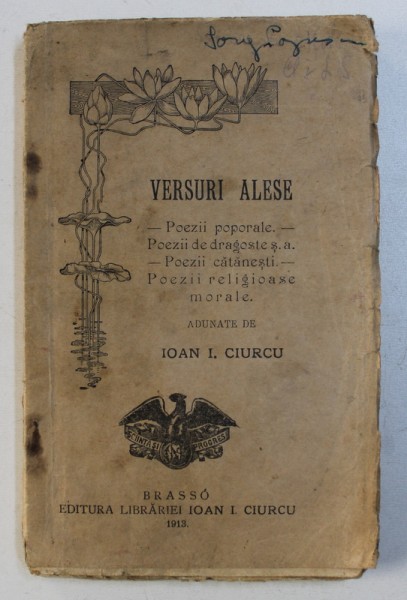 VERSURI ALESE
— Poezii poporale. —
Poezii de dragoste ș. a.
— Poezii cătănești. —
Poezii religioase
morale.
ADUNATE DE
IOAN I. CIURCU
BRASSÓ
EDITURA LIBRĂRIEI IOAN I. CIURCU
1913.